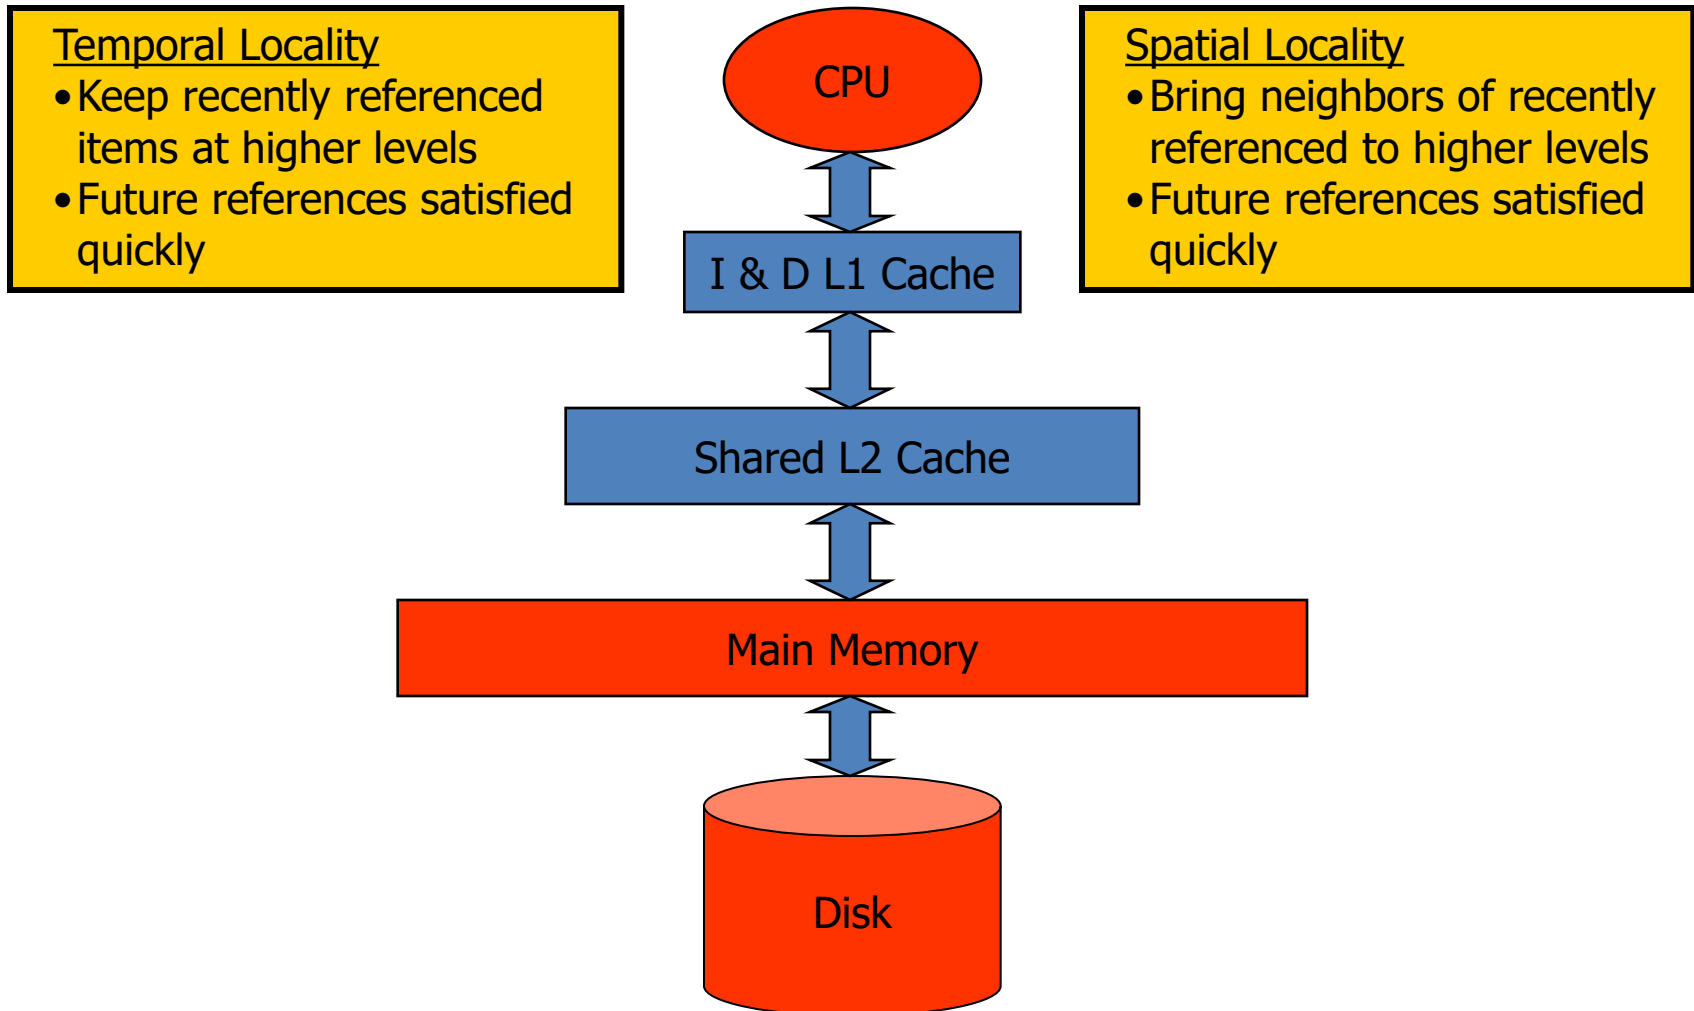 Temporal Locality
•Keep recently referenced
items at higher levels
•Future references satisfied
quickly
CPU
Spatial Locality
•Bring neighbors of recently
referenced to higher levels
•Future references satisfied
quickly
I & D L1 Cache
Shared L2 Cache
Main Memory
Disk